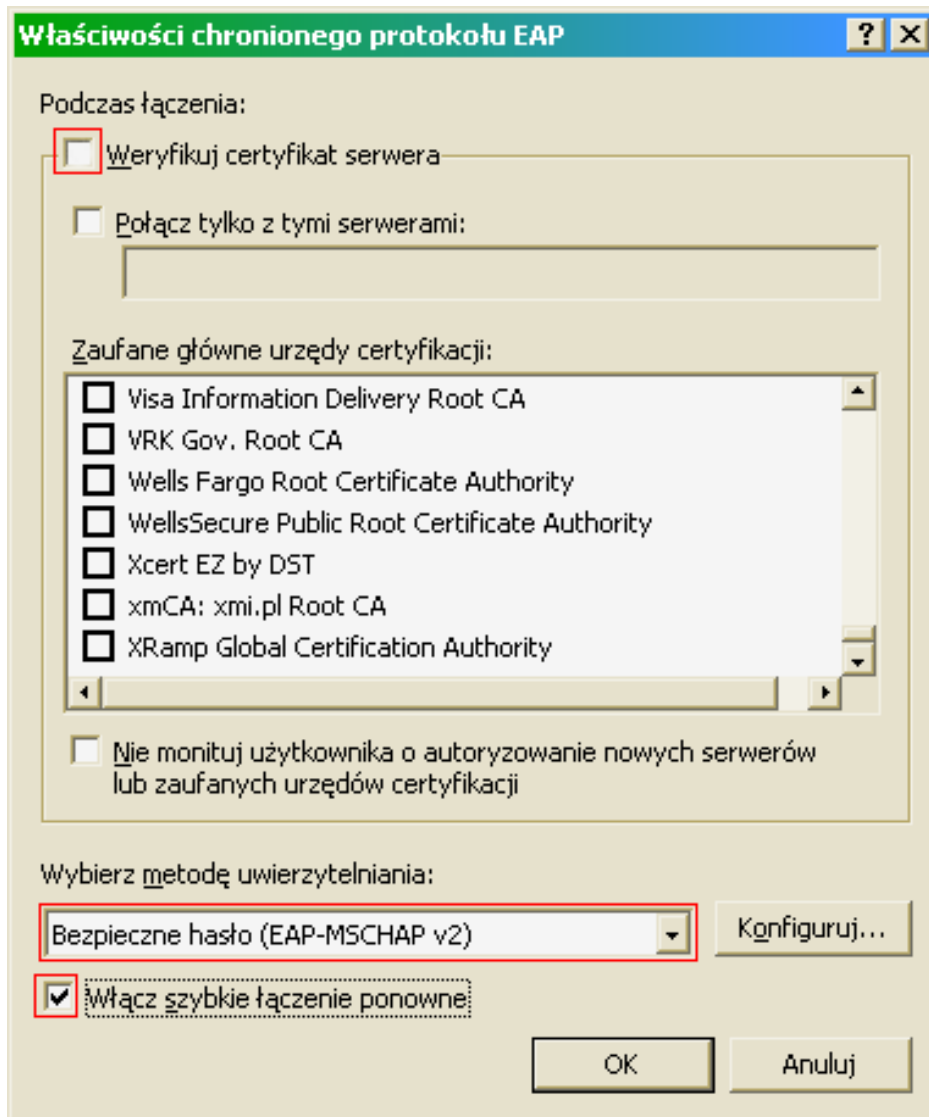 Właściwości chronionego protokołu EAP
Podczas łączenia:
Weryfikuj certyfikat serwera
Połącz tylko z tymi serwerami:
Zaufane główne urzędy certyfikacji:
Visa Information Delivery Root CA
VRK Gov. Root CA
Wells Fargo Root Certificate Authority
WellsSecure Public Root Certificate Authority
Xcert EZ by DST
xmCA: xmi.pl Root CA
XRamp Global Certification Authority
Nie monituj użytkownika o autoryzowanie nowych serwerów
lub zaufanych urzędów certyfikacji
Wybierz metodę uwierzytelniania:
Bezpieczne hasło (EAP-MSCHAP v2)
Konfiguruj...
Włącz szybkie łączenie ponowne
OK
Anuluj